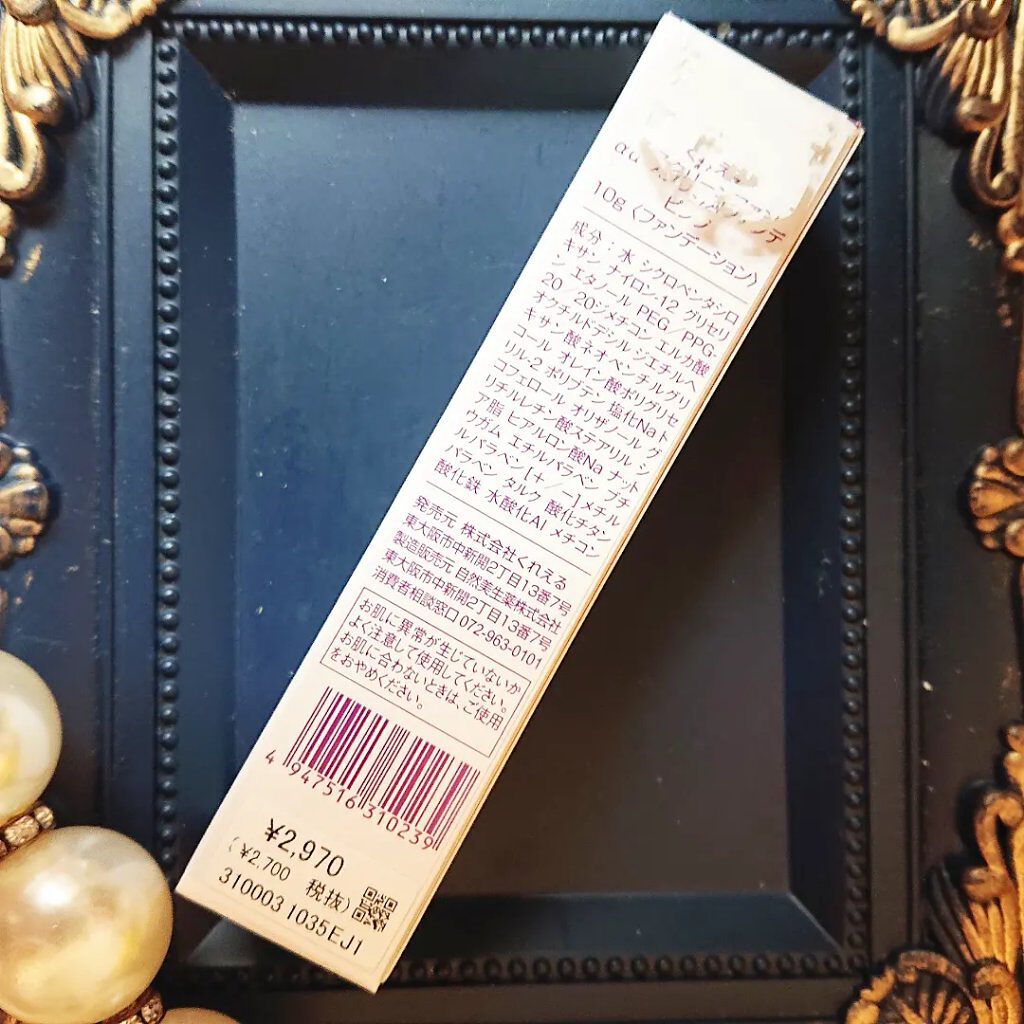 10g〈ファンデーション〉
成分：水 シクロペンタシロ
キサン ナイロン-12 グリセリ
ン エタノール PEG／PPG-
20／20ジメチコン エルカ酸
オクチルドデシル ジエチルヘ
キサン酸ネオペンチルグリ
コール オレイン酸ポリグリセ
リル-2 ポリブテン 塩化Na ト
コフェロール オリザノール グ
リチルレチン酸ステアリル シ
ア脂 ヒアルロン酸Na ナット
ウガム エチルパラベン ブチ
ルパラベン [＋／－]メチル
パラベン タルク 酸化チタン
酸化鉄 水酸化Al メチコン
発売元 株式会社くれえる
東大阪市中新開2丁目13番7号
製造販売元 自然美生薬株式会社
東大阪市中新開2丁目13番7号
消費者相談窓口 072-963-0101
お肌に異常が生じていないか
よく注意して使用してください。
お肌に合わないときは、ご使用
をおやめください。
4 947516 310239
¥2,970
(¥2,700 税抜)
310003 1035EJ1